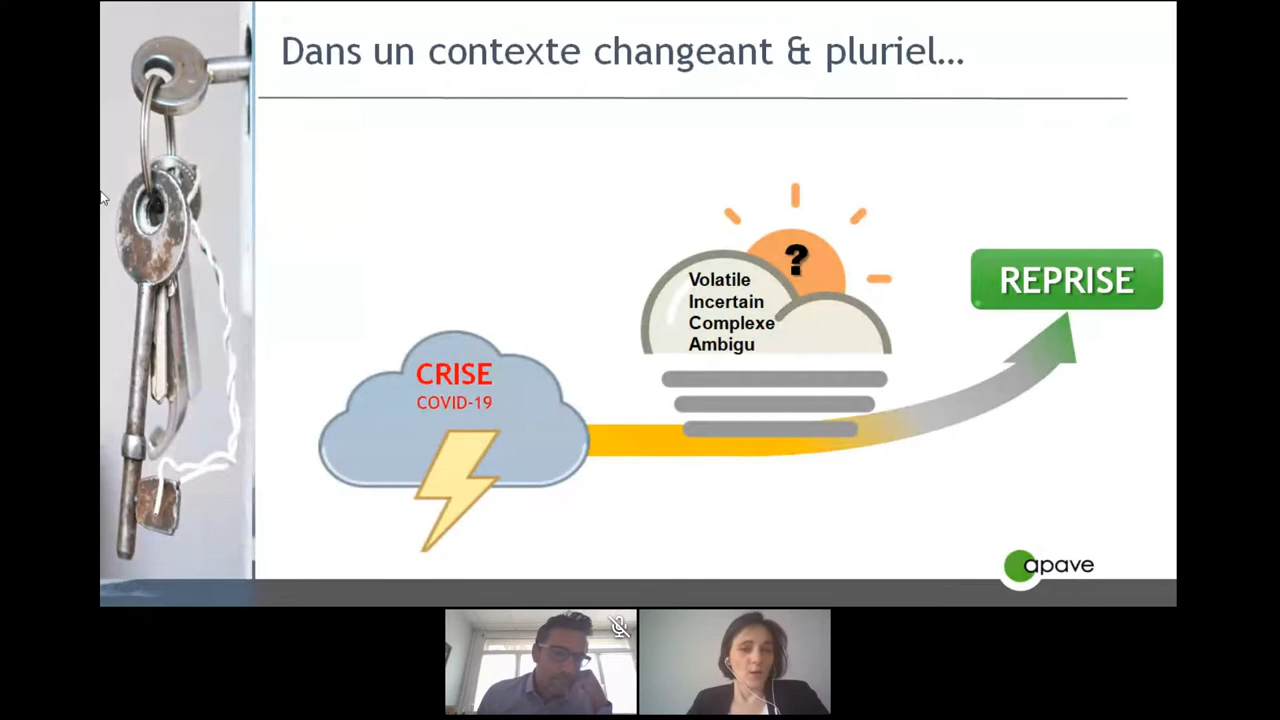 Dans un contexte changeant & pluriel...
?
Volatile
Incertain
Complexe
Ambigu
REPRISE
CRISE
COVID-19
apave